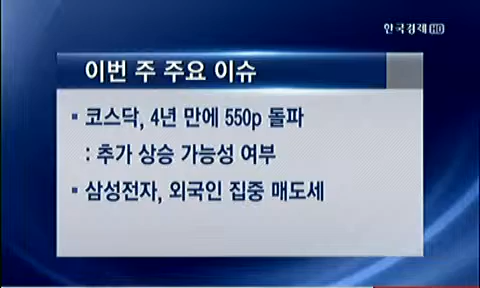 한국경제 HD
이번 주 주요 이슈
▪ 코스닥, 4년 만에 550p 돌파
: 추가 상승 가능성 여부
▪ 삼성전자, 외국인 집중 매도세